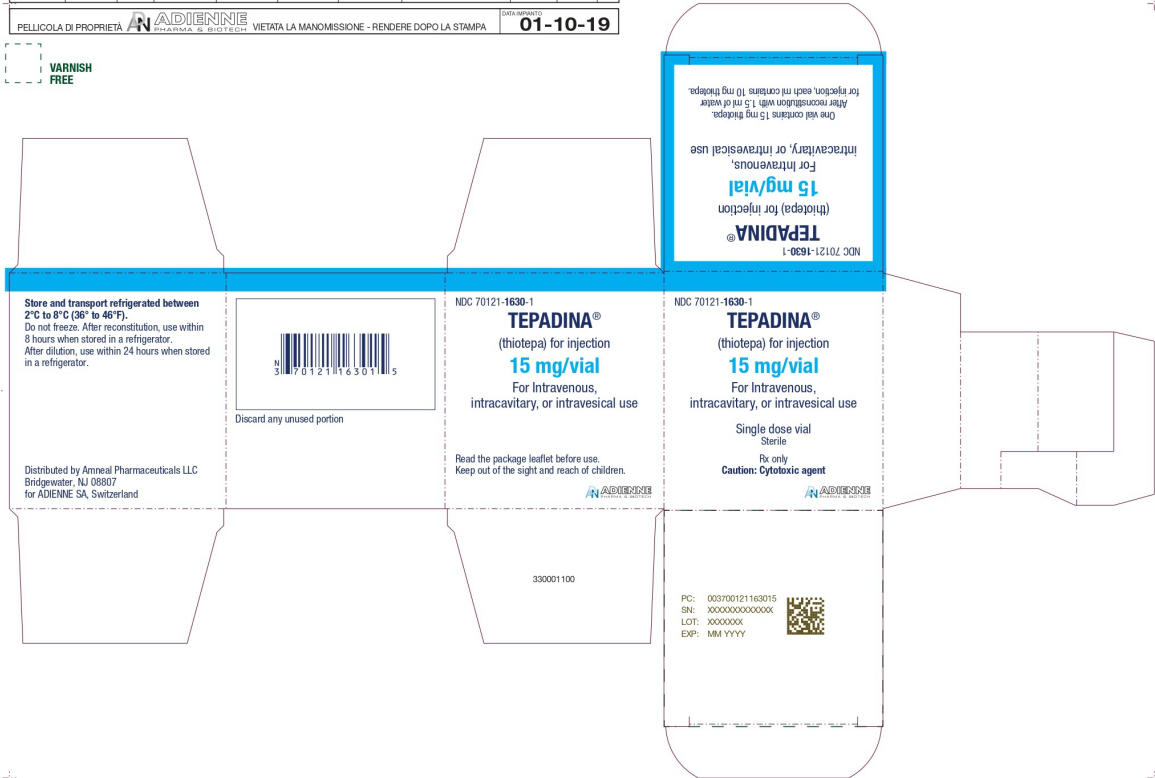 PELLICOLA DI PROPRIETÀ ADIENNE PHARMA & BIOTECH VIETATA LA MANOMISSIONE - RENDERE DOPO LA STAMPA
DATA IMPIANTO
01-10-19
VARNISH
FREE
NDC 70121-1630-1
TEPADINA®
(thiotepa) for injection
15 mg/vial
For Intravenous,
intracavitary, or intravesical use
One vial contains 15 mg thiotepa.
After reconstitution with 1.5 ml of water
for injection, each ml contains 10 mg thiotepa.
Store and transport refrigerated between
2°C to 8°C (36° to 46°F).
Do not freeze. After reconstitution, use within
8 hours when stored in a refrigerator.
After dilution, use within 24 hours when stored
in a refrigerator.
Distributed by Amneal Pharmaceuticals LLC
Bridgewater, NJ 08807
for ADIENNE SA, Switzerland
N
3 70121 16301 5
Discard any unused portion
NDC 70121-1630-1
TEPADINA®
(thiotepa) for injection
15 mg/vial
For Intravenous,
intracavitary, or intravesical use
Read the package leaflet before use.
Keep out of the sight and reach of children.
ADIENNE
PHARMA & BIOTECH
NDC 70121-1630-1
TEPADINA®
(thiotepa) for injection
15 mg/vial
For Intravenous,
intracavitary, or intravesical use
Single dose vial
Sterile
Rx only
Caution: Cytotoxic agent
ADIENNE
PHARMA & BIOTECH
330001100
PC: 003700121163015
SN: XXXXXXXXXXXXX
LOT: XXXXXXX
EXP: MM YYYY